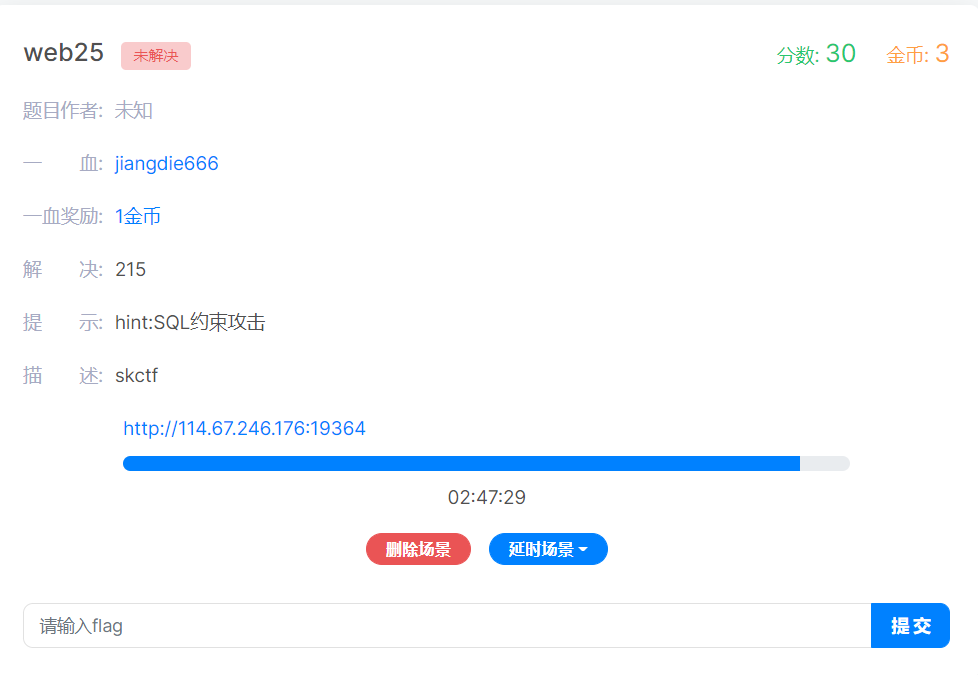 web25 未解决 分数: 30 金币: 3
题目作者: 未知
一 血: jiangdie666
一血奖励: 1金币
解 决: 215
提 示: hint:SQL约束攻击
描 述: skctf
http://114.67.246.176:19364
02:47:29
删除场景 延时场景
请输入flag 提交